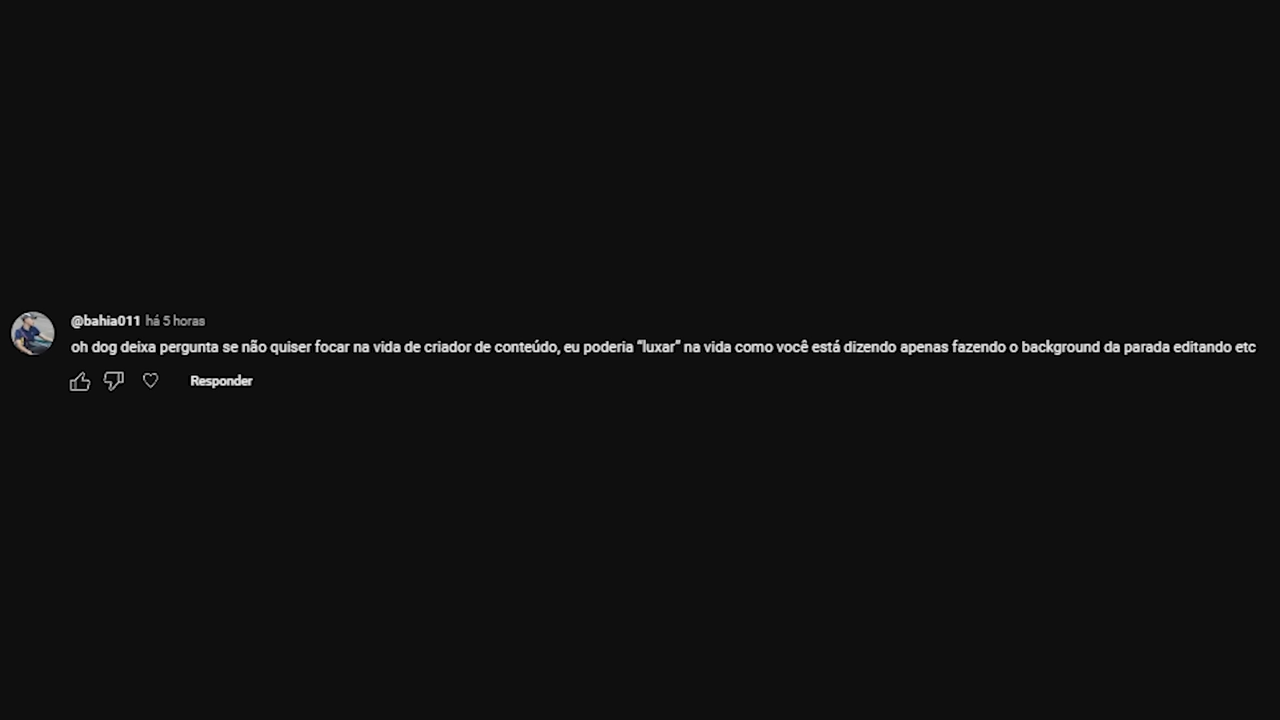 @bahia011 há 5 horas
oh dog deixa pergunta se não quiser focar na vida de criador de conteúdo, eu poderia “luxar” na vida como você está dizendo apenas fazendo o background da parada editando etc
Responder